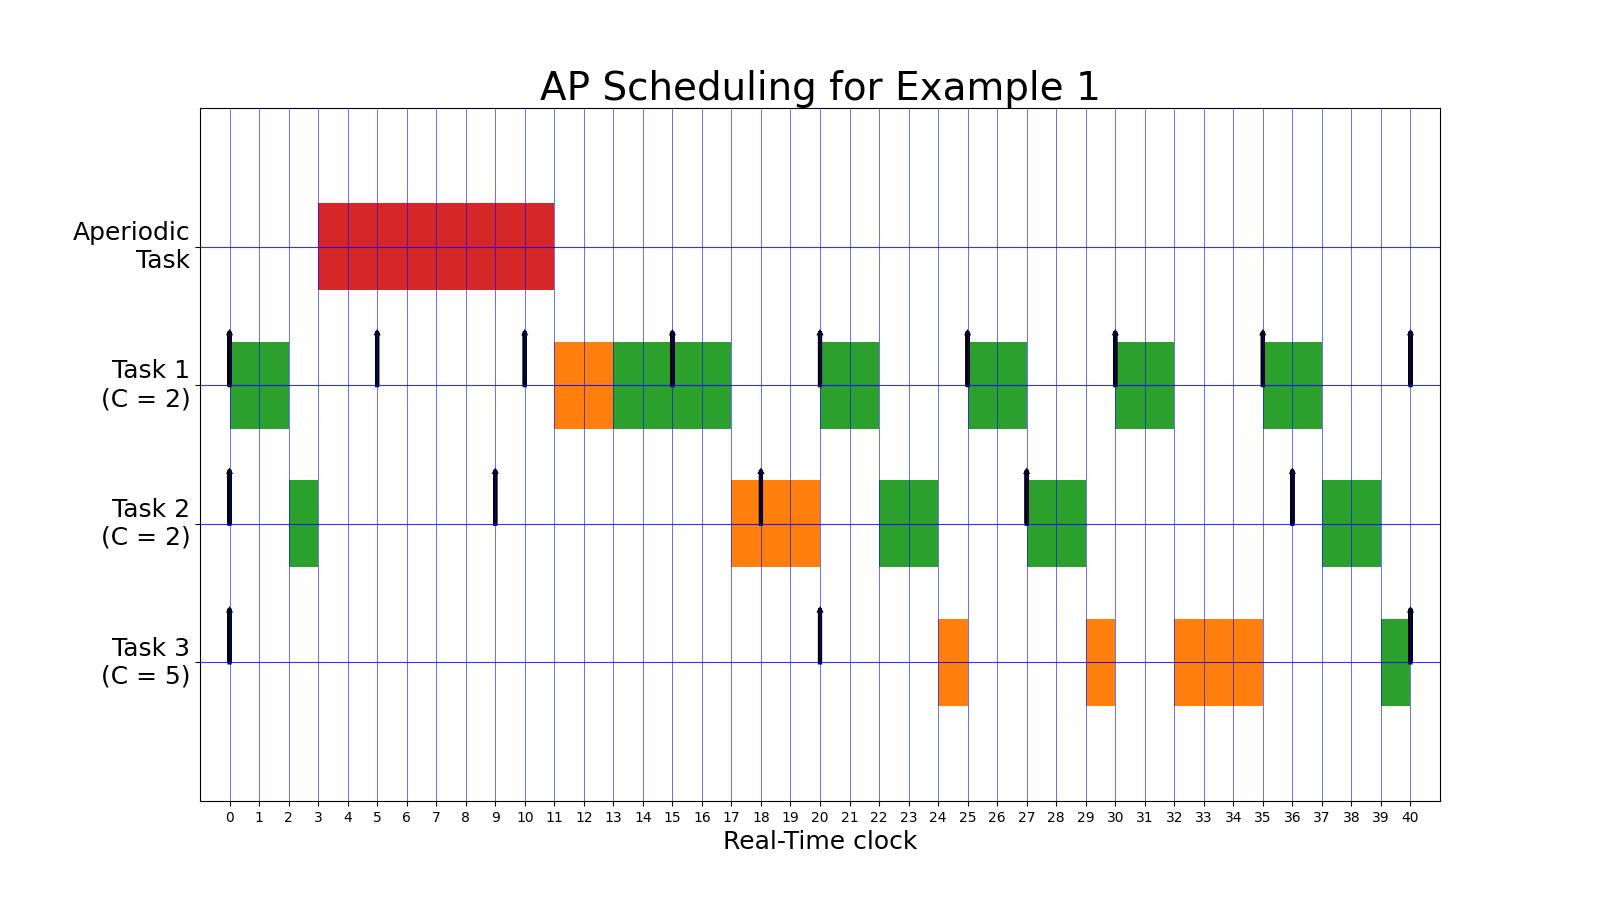 AP Scheduling for Example 1
Aperiodic
Task
Task 1
(C = 2)
Task 2
(C = 2)
Task 3
(C = 5)
0 1 2 3 4 5 6 7 8 9 10 11 12 13 14 15 16 17 18 19 20 21 22 23 24 25 26 27 28 29 30 31 32 33 34 35 36 37 38 39 40
Real-Time clock